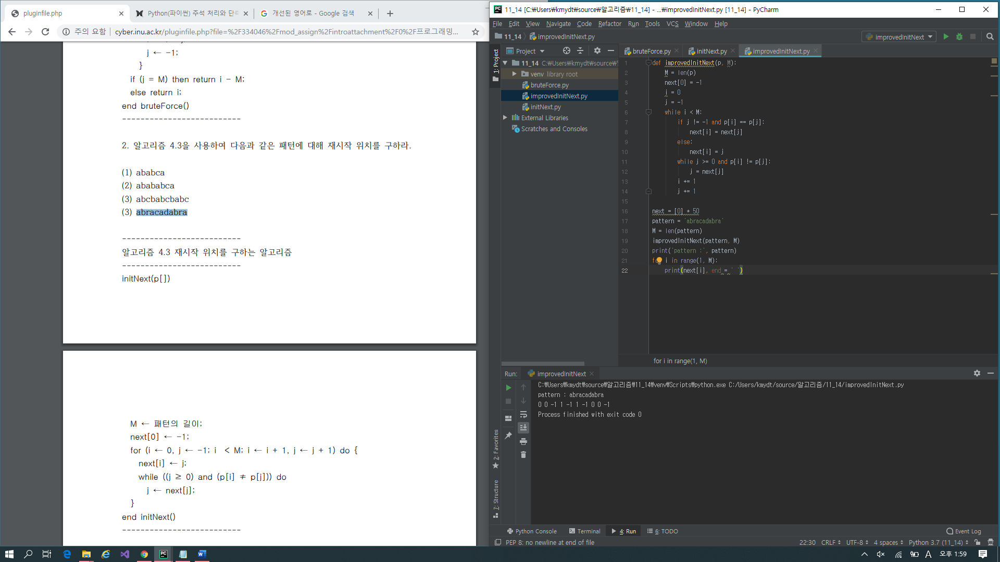 pluginfile.php
Python(파이썬) 주석 처리와 단축
개선된 영어로 - Google 검색
주의 요함
cyber.inu.ac.kr/pluginfile.php?file=%2F334046%2Fmod_assign%2Fintroattachment%2F0%2F프로그래밍...
j ← -1;
}
if (j = M) then return i - M;
else return i;
end bruteForce()
--------------------------
2. 알고리즘 4.3을 사용하여 다음과 같은 패턴에 대해 재시작 위치를 구하라.
(1) ababca
(2) abababca
(3) abcbabcbabc
(3) abracadabra
--------------------------
알고리즘 4.3 재시작 위치를 구하는 알고리즘
--------------------------
initNext(p[])
M ← 패턴의 길이;
next[0] ← -1;
for (i ← 0, j ← -1; i < M; i ← i + 1, j ← j + 1) do {
next[i] ← j;
while ((j ≥ 0) and (p[i] ≠ p[j])) do
j ← next[j];
}
end initNext()
--------------------------
11_14 [C:₩Users₩kmydt₩source₩알고리즘₩11_14] - ...₩improvedInitNext.py [11_14] - PyCharm
File Edit View Navigate Code Refactor Run Tools VCS Window Help
11_14 improvedInitNext.py
improvedInitNext
1: Project
Project
bruteForce.py initNext.py improvedInitNext.py
11_14 C:₩Users₩kmydt₩source₩
venv library root
bruteForce.py
improvedInitNext.py
initNext.py
External Libraries
Scratches and Consoles
1 def improvedInitNext(p, M):
2 M = len(p)
3 next[0] = -1
4 i = 0
5 j = -1
6 while i < M:
7 if j != -1 and p[i] == p[j]:
8 next[i] = next[j]
9 else:
10 next[i] = j
11 while j >= 0 and p[i] != p[j]:
12 j = next[j]
13 i += 1
14 j += 1
15
16 next = [0] * 50
17 pattern = 'abracadabra'
18 M = len(pattern)
19 improvedInitNext(pattern, M)
20 print('pattern :', pattern)
21 f i in range(1, M):
22 print(next[i], end = ' ')
for i in range(1, M)
Run: improvedInitNext
C:₩Users₩kmydt₩source₩알고리즘₩11_14₩venv₩Scripts₩python.exe C:/Users/kmydt/source/알고리즘/11_14/improvedInitNext.py
pattern : abracadabra
0 0 -1 1 -1 1 -1 0 0 -1
Process finished with exit code 0
2: Favorites
7: Structure
Python Console Terminal 4: Run 6: TODO Event Log
PEP 8: no newline at end of file
22:30 CRLF UTF-8 4 spaces Python 3.7 (11_14)
A 오후 1:59